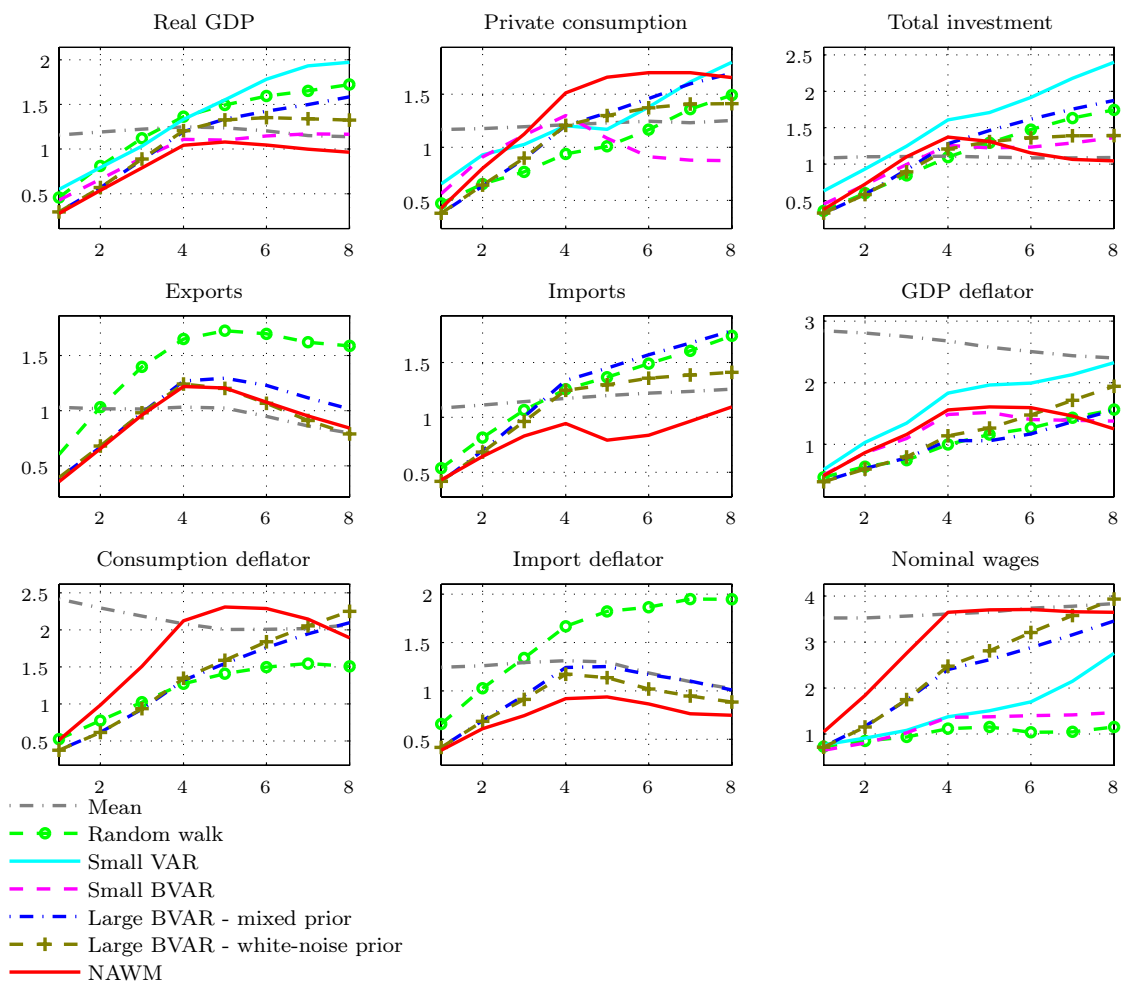 Real GDP
Private consumption
Total investment
2
1.5
1
0.5
2 4 6 8
1.5
1
0.5
2 4 6 8
2.5
2
1.5
1
0.5
2 4 6 8
Exports
Imports
GDP deflator
1.5
1
0.5
2 4 6 8
1.5
1
0.5
2 4 6 8
3
2
1
2 4 6 8
Consumption deflator
Import deflator
Nominal wages
2.5
2
1.5
1
0.5
2 4 6 8
2
1.5
1
0.5
2 4 6 8
4
3
2
1
2 4 6 8
Mean
Random walk
Small VAR
Small BVAR
Large BVAR - mixed prior
Large BVAR - white-noise prior
NAWM